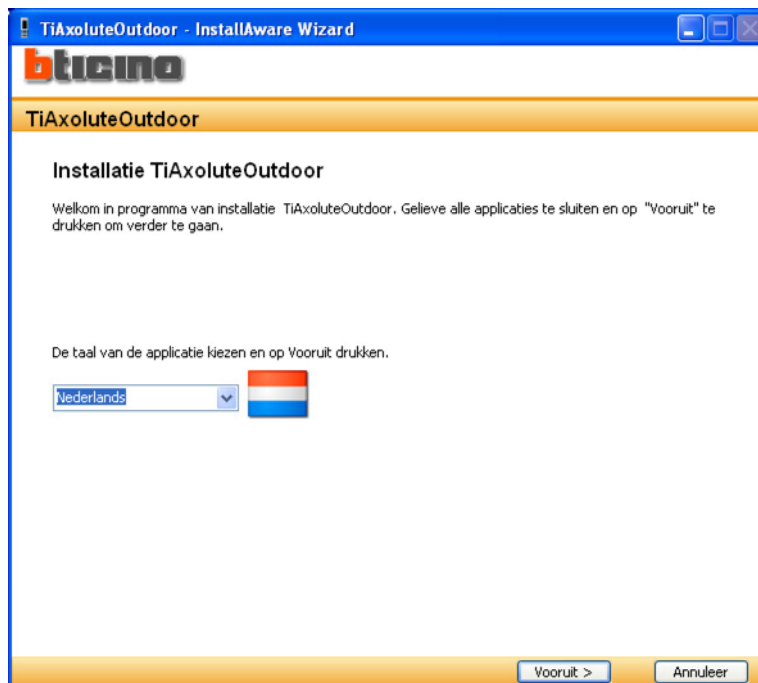 TiAxoluteOutdoor - InstallAware Wizard
bticino
TiAxoluteOutdoor
Installatie TiAxoluteOutdoor
Welkom in programma van installatie TiAxoluteOutdoor. Gelieve alle applicaties te sluiten en op "Vooruit" te
drukken om verder te gaan.
De taal van de applicatie kiezen en op Vooruit drukken.
Nederlands
Vooruit >
Annuleer